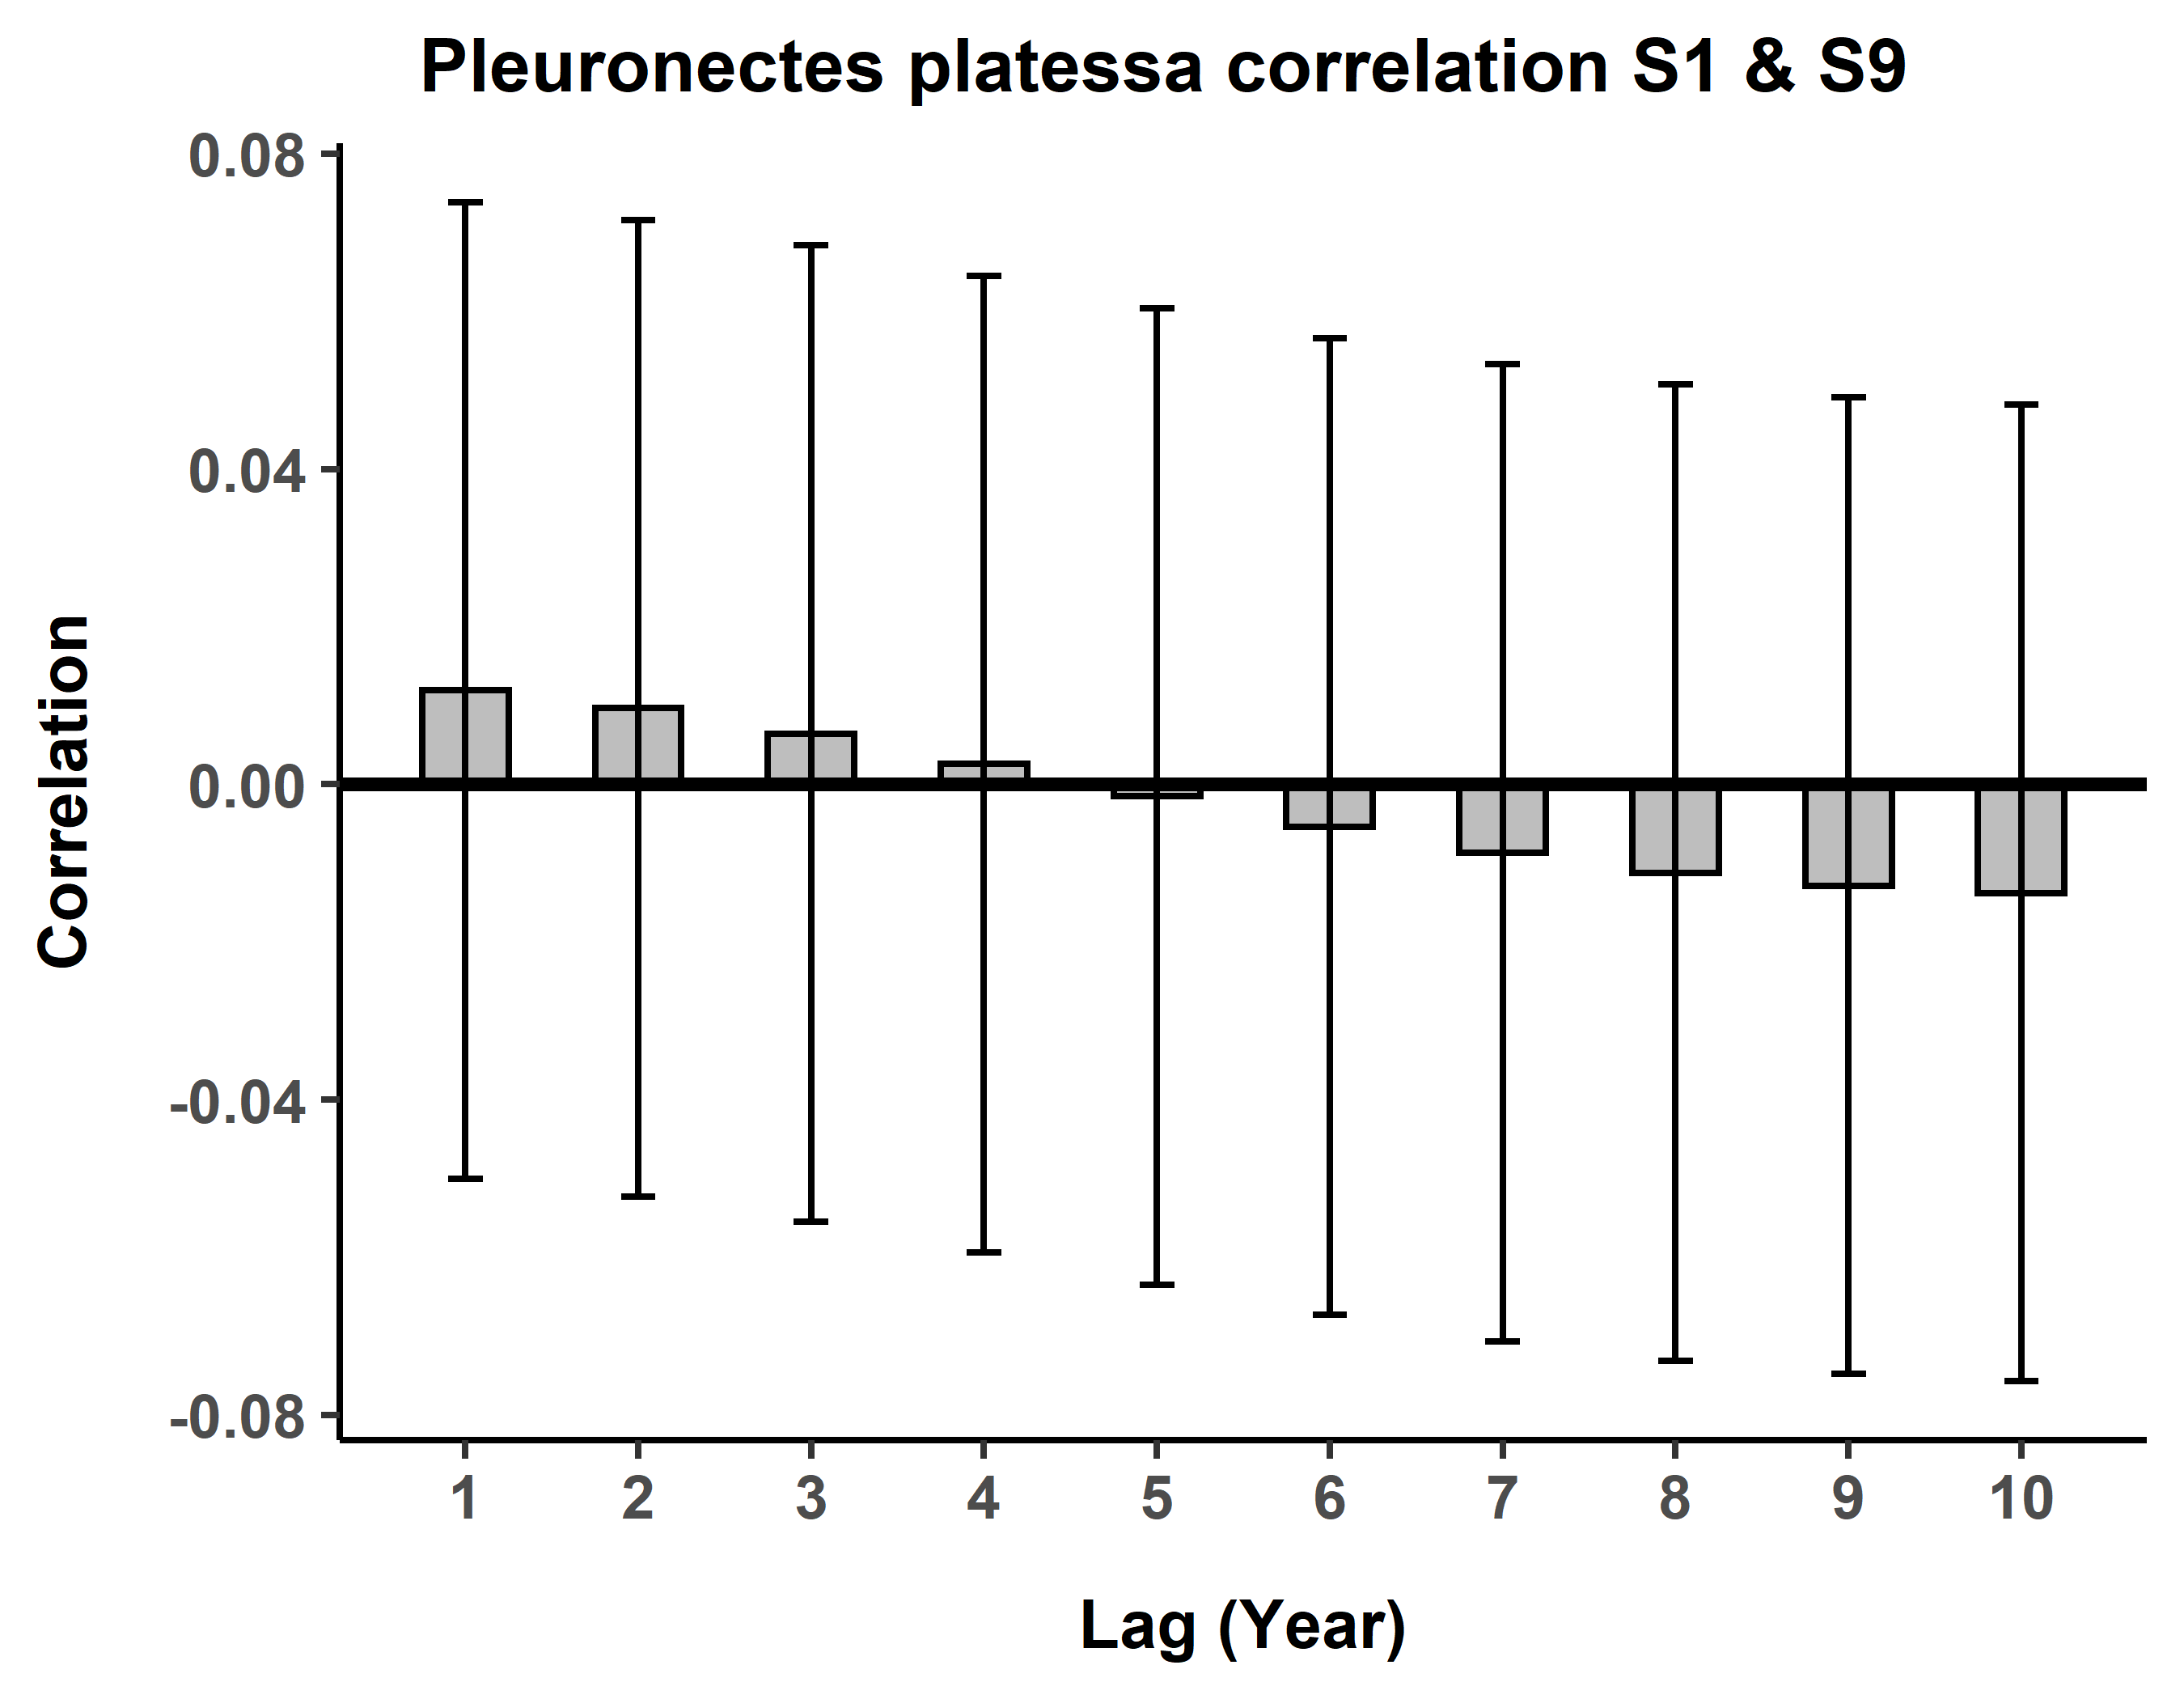 Pleuronectes platessa correlation S1 & S9
0.08
0.04
0.00
-0.04
-0.08
Correlation
1 2 3 4 5 6 7 8 9 10
Lag (Year)